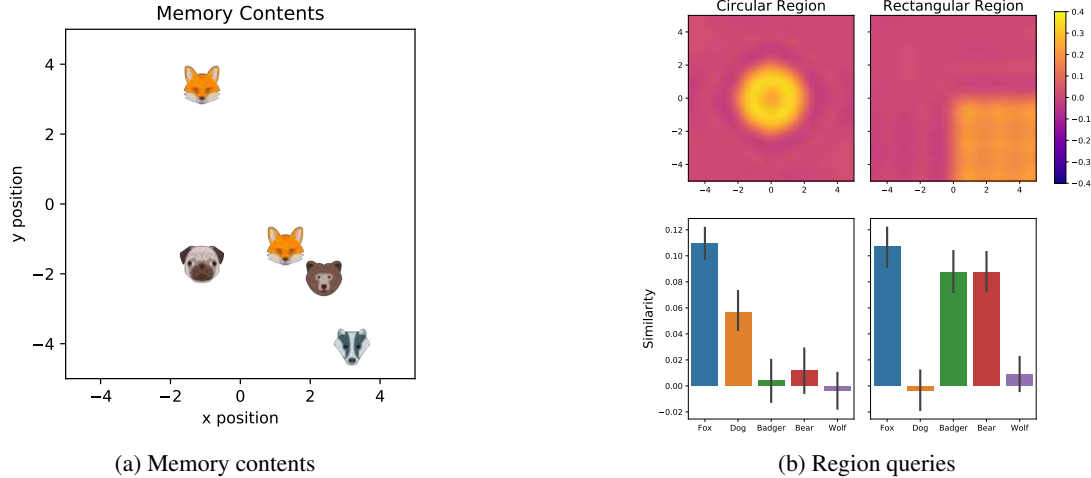 Memory Contents
4
2
0
−2
−4
y position
−4
−2
0
2
4
x position
(a) Memory contents
Circular Region
Rectangular Region
4
2
0
−2
−4
−4
−2
0
2
4
−4
−2
0
2
4
0.4
0.3
0.2
0.1
0.0
−0.1
−0.2
−0.3
−0.4
0.12
0.10
0.08
0.06
0.04
0.02
0.00
−0.02
Similarity
Fox
Dog
Badger
Bear
Wolf
Fox
Dog
Badger
Bear
Wolf
(b) Region queries